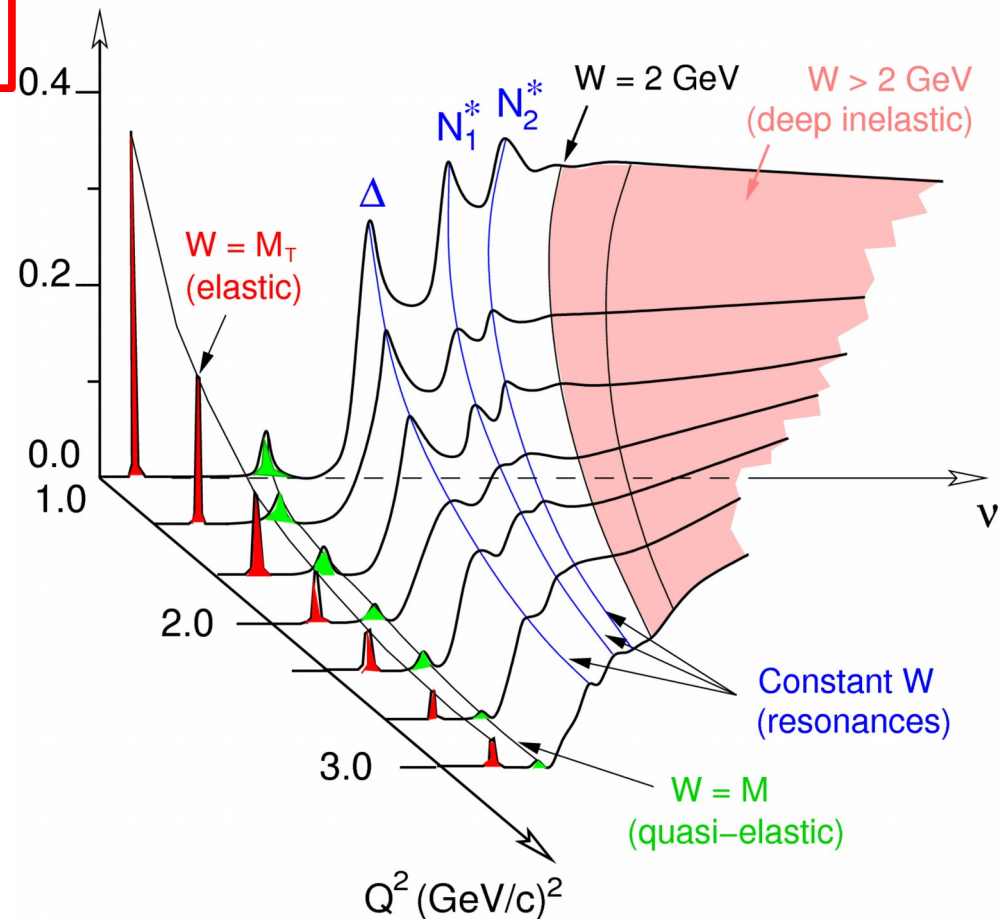 0.4
W = 2 GeV
W > 2 GeV
(deep inelastic)
N₁*
N₂*
Δ
W = M_T
(elastic)
0.2
0.0
1.0
ν
2.0
Constant W
(resonances)
3.0
W = M
(quasi−elastic)
Q² (GeV/c)²